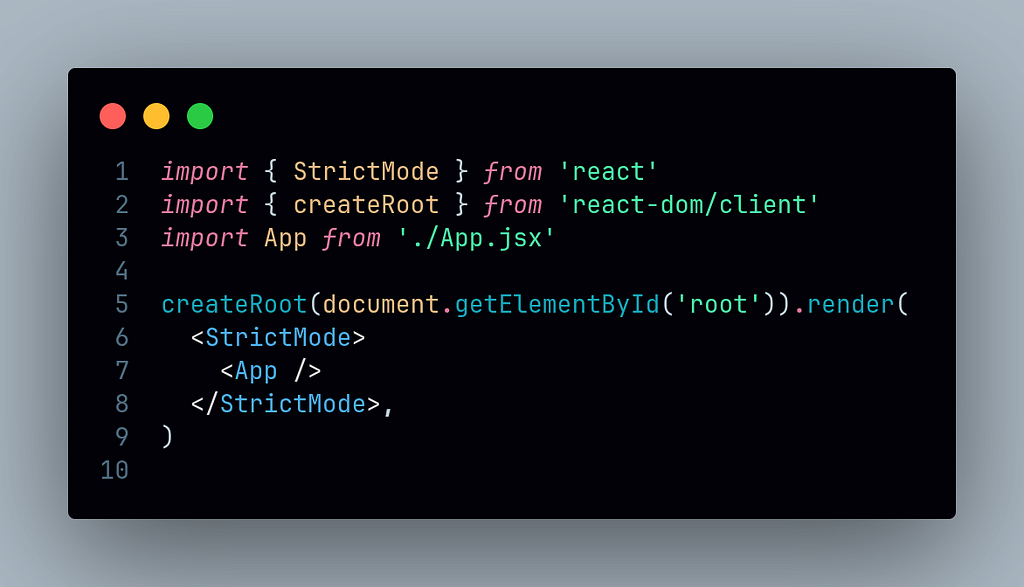 1 import { StrictMode } from 'react'
2 import { createRoot } from 'react-dom/client'
3 import App from './App.jsx'
4
5 createRoot(document.getElementById('root')).render(
6   <StrictMode>
7     <App />
8   </StrictMode>,
9 )
10